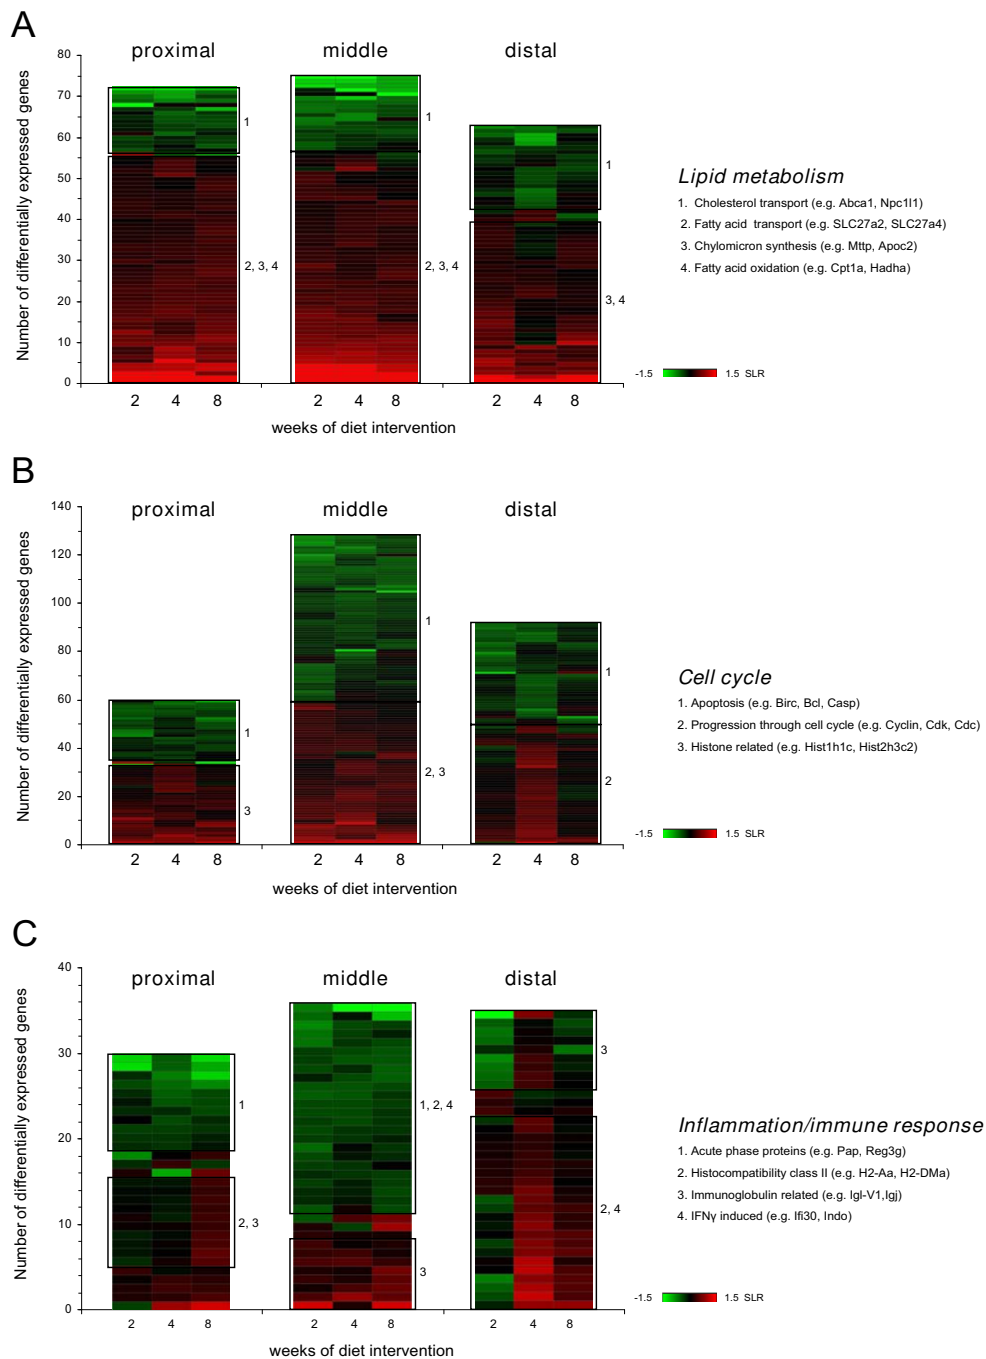 A
proximal
middle
distal
Number of differentially expressed genes
80
70
60
50
40
30
20
10
0
1
2, 3, 4
1
2, 3, 4
1
3, 4
2 4 8
2 4 8
2 4 8
weeks of diet intervention
Lipid metabolism
1. Cholesterol transport (e.g. Abca1, Npc1l1)
2. Fatty acid transport (e.g. SLC27a2, SLC27a4)
3. Chylomicron synthesis (e.g. Mttp, Apoc2)
4. Fatty acid oxidation (e.g. Cpt1a, Hadha)
-1.5 1.5 SLR
B
proximal
middle
distal
Number of differentially expressed genes
140
120
100
80
60
40
20
0
1
3
1
2, 3
1
2
2 4 8
2 4 8
2 4 8
weeks of diet intervention
Cell cycle
1. Apoptosis (e.g. Birc, Bcl, Casp)
2. Progression through cell cycle (e.g. Cyclin, Cdk, Cdc)
3. Histone related (e.g. Hist1h1c, Hist2h3c2)
-1.5 1.5 SLR
C
proximal
middle
distal
Number of differentially expressed genes
40
30
20
10
0
1
2, 3
1, 2, 4
3
3
2, 4
2 4 8
2 4 8
2 4 8
weeks of diet intervention
Inflammation/immune response
1. Acute phase proteins (e.g. Pap, Reg3g)
2. Histocompatibility class II (e.g. H2-Aa, H2-DMa)
3. Immunoglobulin related (e.g. Igl-V1,Igj)
4. IFNγ induced (e.g. Ifi30, Indo)
-1.5 1.5 SLR